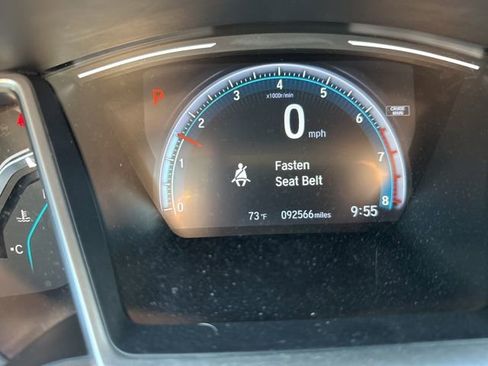 4
3 5
x1000r/min
2 6
P
0 mph
CRUISE
MAIN
1 7
Fasten
Seat Belt
0 8
73°F 092566miles 9:55
°C